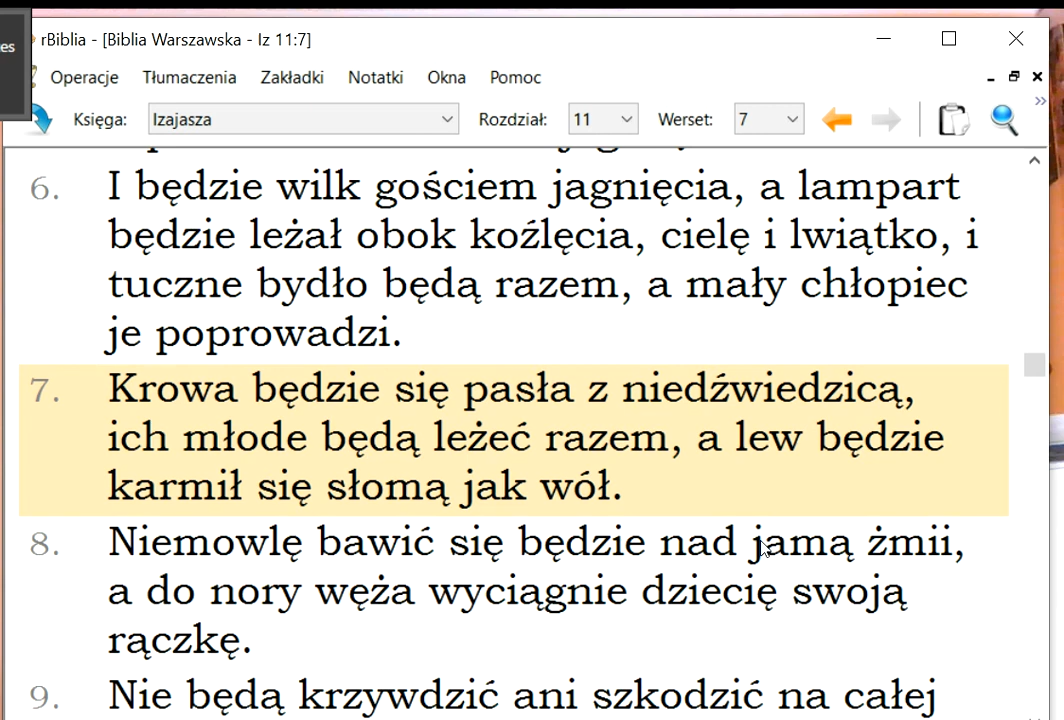 es
rBiblia - [Biblia Warszawska - Iz 11:7]
Operacje Tłumaczenia Zakładki Notatki Okna Pomoc
Księga: Izajasza Rozdział: 11 Werset: 7
6. I będzie wilk gościem jagnięcia, a lampart
będzie leżał obok koźlęcia, cielę i lwiątko, i
tuczne bydło będą razem, a mały chłopiec
je poprowadzi.
7. Krowa będzie się pasła z niedźwiedzicą,
ich młode będą leżeć razem, a lew będzie
karmił się słomą jak wół.
8. Niemowlę bawić się będzie nad jamą żmii,
a do nory węża wyciągnie dziecię swoją
rączkę.
9. Nie będą krzywdzić ani szkodzić na całej